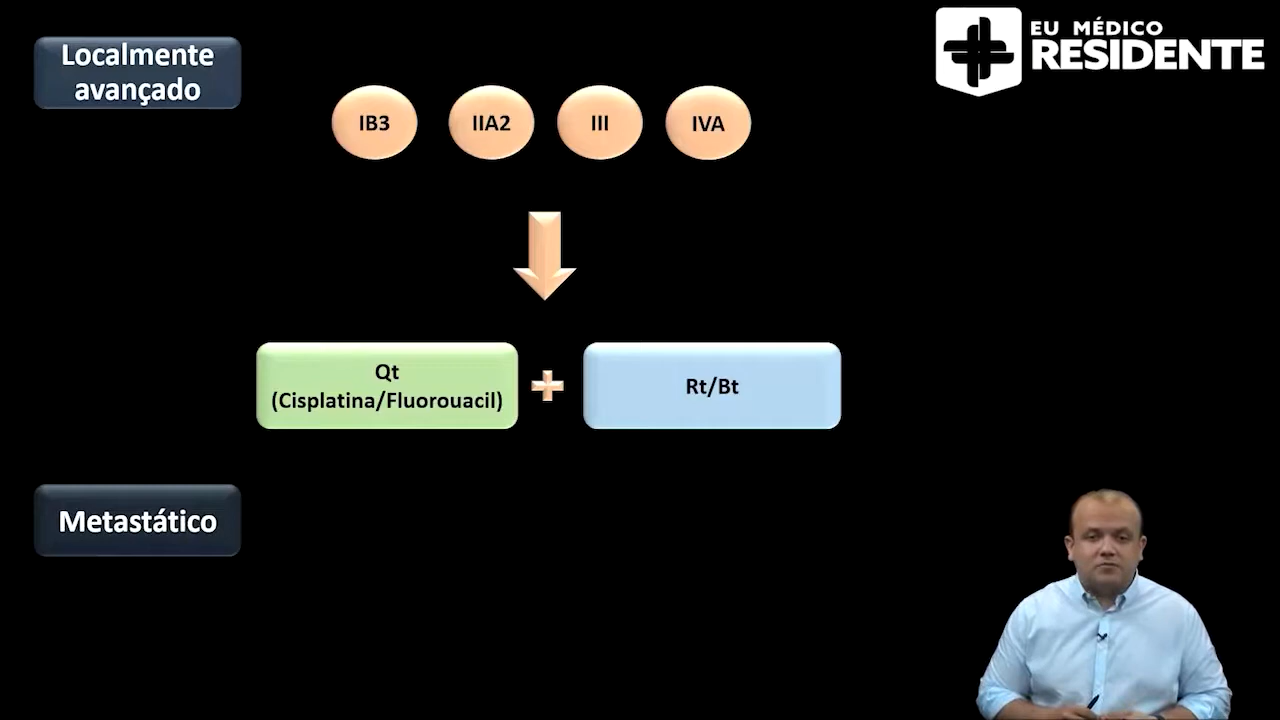 Localmente
avançado
EU MÉDICO
RESIDENTE
IB3
IIA2
III
IVA
Qt
(Cisplatina/Fluorouacil)
Rt/Bt
Metastático